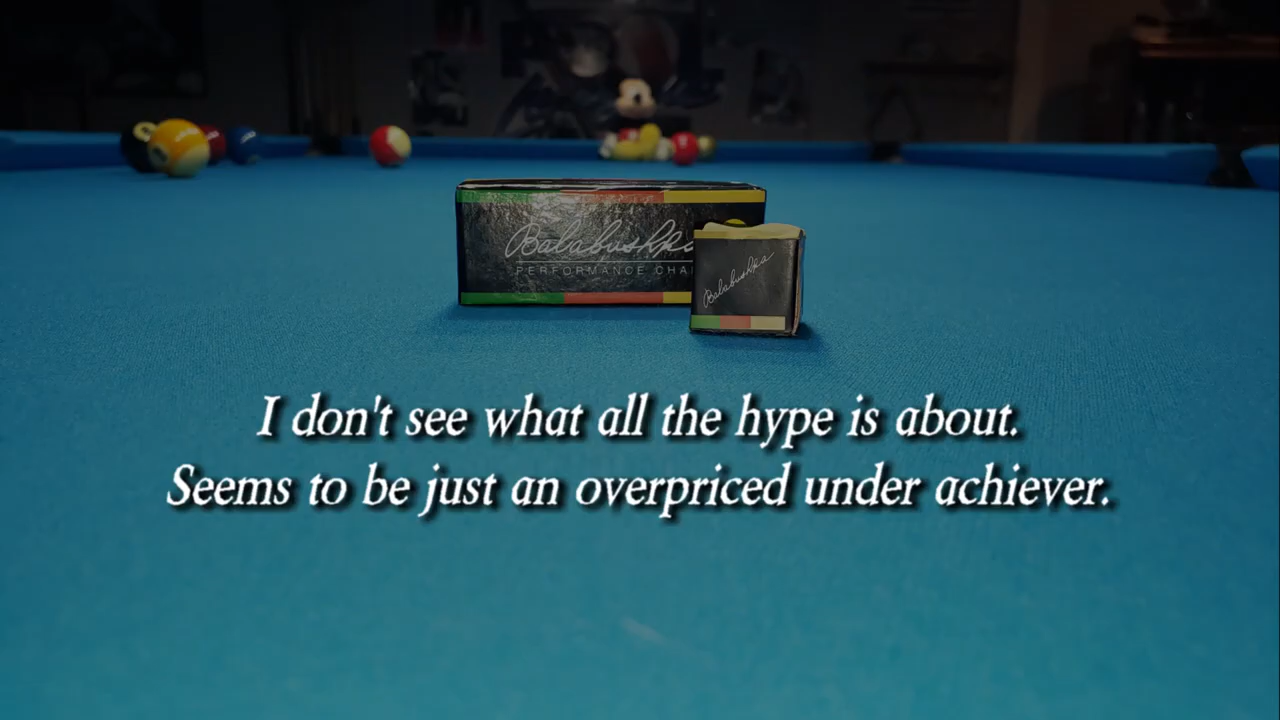 Balabushka
PERFORMANCE CHAL
Balabushka
I don't see what all the hype is about.
Seems to be just an overpriced under achiever.